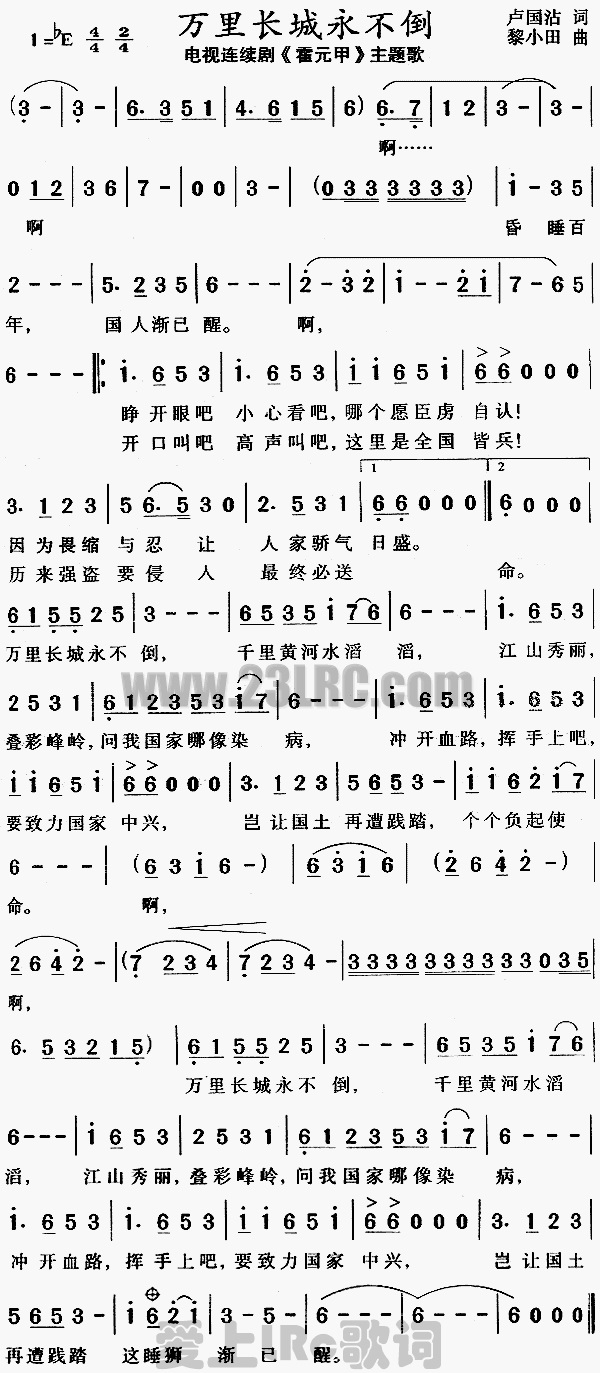 万里长城永不倒
1=♭E 4/4 2/4
电视连续剧《霍元甲》主题歌
卢国沾 词
黎小田 曲
(3 - | 3 - | 6. 3 5 1 | 4. 6 1 5 | 6) 6. 7 | 1 2 | 3 - | 3 - |
啊……
0 1 2 | 3 6 | 7 - | 0 0 | 3 - | (0 3 3 3 3 3 3 3) | i - 3 5 |
啊 昏 睡 百
2 - - - | 5. 2 3 5 | 6 - - - | 2 - 3 2 | i - - 2 i | 7 - 6 5 |
年, 国 人 渐 已 醒。 啊,
6 - - - |: i. 6 5 3 | i. 6 5 3 | i i 6 5 1 | 6 6 0 0 0 |
睁 开 眼 吧 小 心 看 吧, 哪 个 愿 臣 虏 自 认!
开 口 叫 吧 高 声 叫 吧, 这 里 是 全 国 皆 兵!
3. 1 2 3 | 5 6. 5 3 0 | 2. 5 3 1 | 1 6 6 0 0 0 :| 2 6 0 0 0 |
因 为 畏 缩 与 忍 让 人 家 骄 气 日 盛。
历 来 强 盗 要 侵 人 最 终 必 送 命。
6 1 5 5 2 5 | 3 - - - | 6 5 3 5 i 7 6 | 6 - - - | i. 6 5 3 |
万 里 长 城 永 不 倒, 千 里 黄 河 水 滔 滔, 江 山 秀 丽,
www.23LRC.com
2 5 3 1 | 6 1 2 3 5 3 i 7 | 6 - - - | i. 6 5 3 | i. 6 5 3 |
叠 彩 峰 岭, 问 我 国 家 哪 像 染 病, 冲 开 血 路, 挥 手 上 吧,
i i 6 5 1 | 6 6 0 0 0 | 3. 1 2 3 | 5 6 5 3 - | i i 6 2 i 7 |
要 致 力 国 家 中 兴, 岂 让 国 土 再 遭 践 踏, 个 个 负 起 使
6 - - - | (6 3 i 6 - | 6 3 i 6 | (2 6 4 2 - |
命。 啊,
2 6 4 2 - | (7 2 3 4 | 7 2 3 4 | 3 3 3 3 3 3 3 3 3 3 3 3 0 3 5 |
啊,
6. 5 3 2 1 5) | 6 1 5 5 2 5 | 3 - - - | 6 5 3 5 i 7 6 |
万 里 长 城 永 不 倒, 千 里 黄 河 水 滔
6 - - - | i 6 5 3 | 2 5 3 1 | 6 1 2 3 5 3 i 7 | 6 - - - |
滔, 江 山 秀 丽, 叠 彩 峰 岭, 问 我 国 家 哪 像 染 病,
i. 6 5 3 | i. 6 5 3 | i i 6 5 1 | 6 6 0 0 0 | 3. 1 2 3 |
冲 开 血 路, 挥 手 上 吧, 要 致 力 国 家 中 兴, 岂 让 国 土
5 6 5 3 - | i 6 2 i | 3 - 5 - | 6 - - - | 6 - - - | 6 0 0 0 ‖
再 遭 践 踏 这 睡 狮 渐 已 醒。
爱上lRc歌词